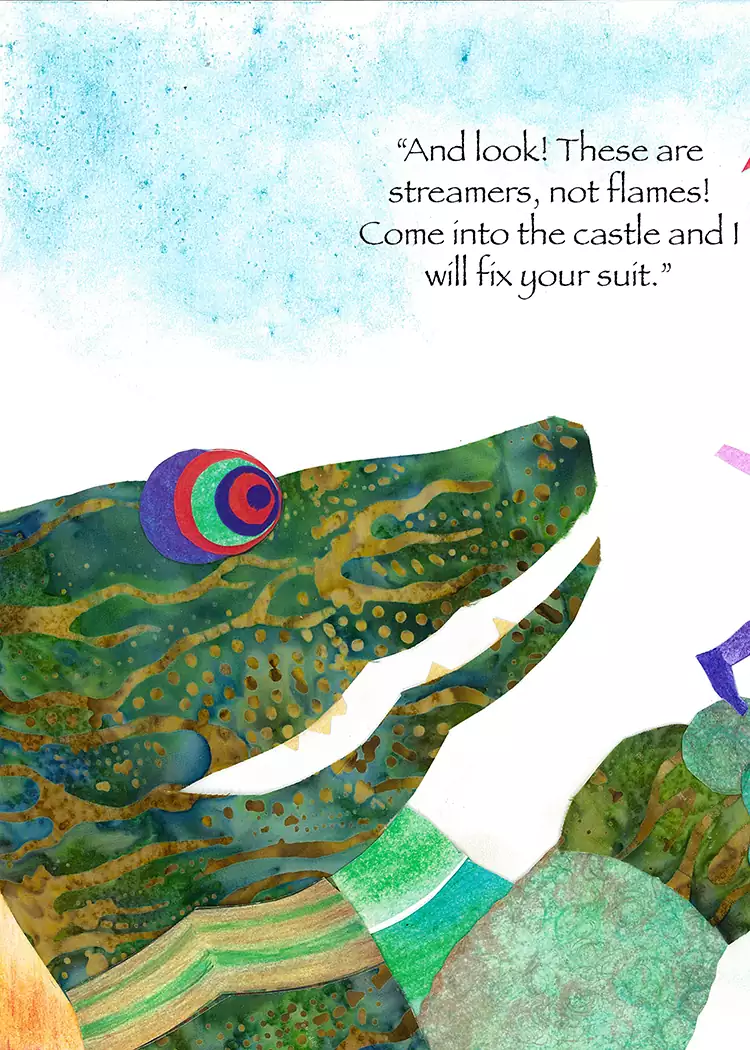 “And look! These are
streamers, not flames!
Come into the castle and I
will fix your suit.”